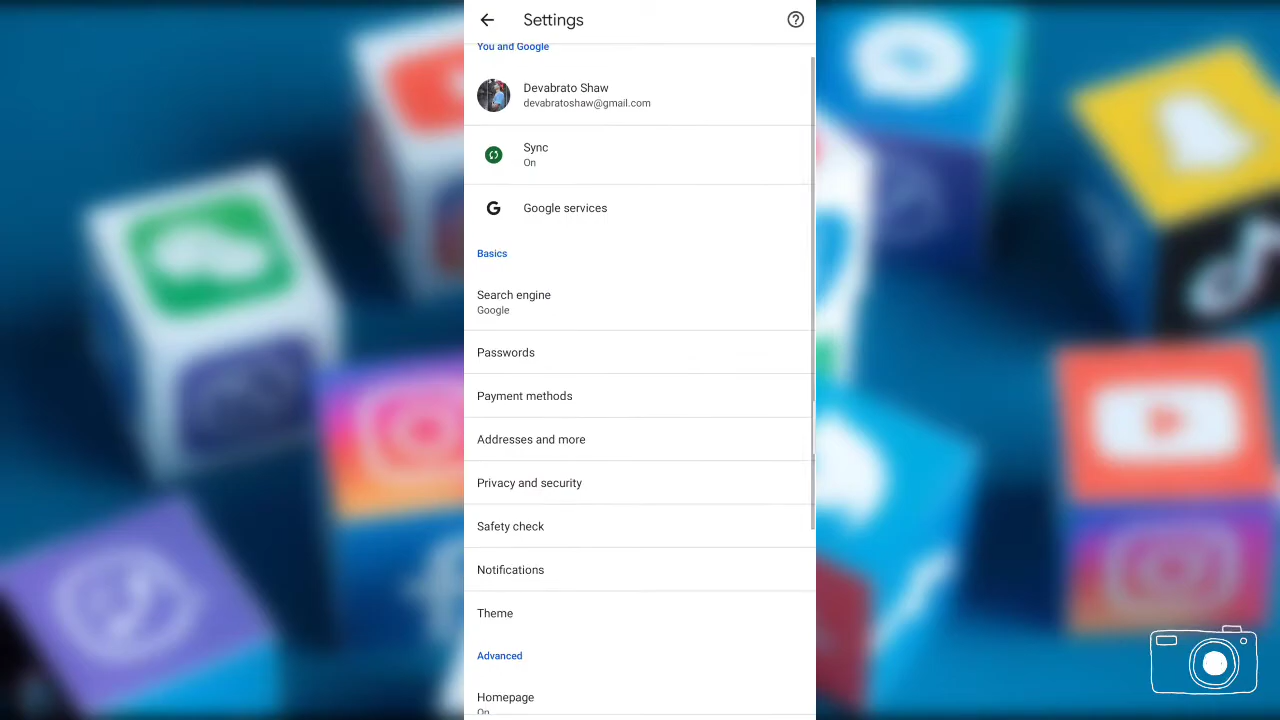 Settings
You and Google
Devabrato Shaw
devabratoshaw@gmail.com
Sync
On
G Google services
Basics
Search engine
Google
Passwords
Payment methods
Addresses and more
Privacy and security
Safety check
Notifications
Theme
Advanced
Homepage
On